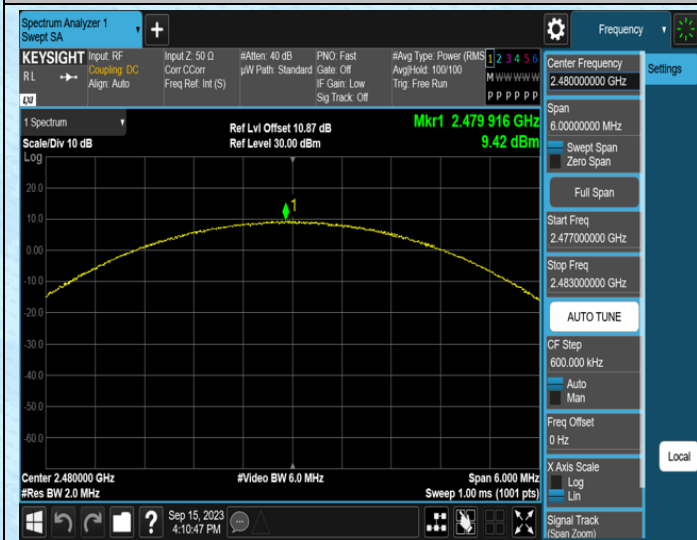 Spectrum Analyzer 1
Swept SA
+
Frequency
KEYSIGHT
RL
LXI
Input: RF
Coupling: DC
Align: Auto
Input Z: 50 Ω
Corr CCorr
Freq Ref: Int (S)
#Atten: 40 dB
µW Path: Standard
PNO: Fast
Gate: Off
IF Gain: Low
Sig Track: Off
#Avg Type: Power (RMS
Avg|Hold: 100/100
Trig: Free Run
1 2 3 4 5 6
M W W W W W
P P P P P P
1 Spectrum
Scale/Div 10 dB
Log
Ref Lvl Offset 10.87 dB
Ref Level 30.00 dBm
Mkr1 2.479 916 GHz
9.42 dBm
1
20.0
10.0
0.00
-10.0
-20.0
-30.0
-40.0
-50.0
-60.0
Center 2.480000 GHz
#Res BW 2.0 MHz
#Video BW 6.0 MHz
Span 6.000 MHz
Sweep 1.00 ms (1001 pts)
?
Sep 15, 2023
4:10:47 PM
Center Frequency
2.480000000 GHz
Span
6.00000000 MHz
Swept Span
Zero Span
Full Span
Start Freq
2.477000000 GHz
Stop Freq
2.483000000 GHz
AUTO TUNE
CF Step
600.000 kHz
Auto
Man
Freq Offset
0 Hz
X Axis Scale
Log
Lin
Signal Track
(Span Zoom)
Settings
Local